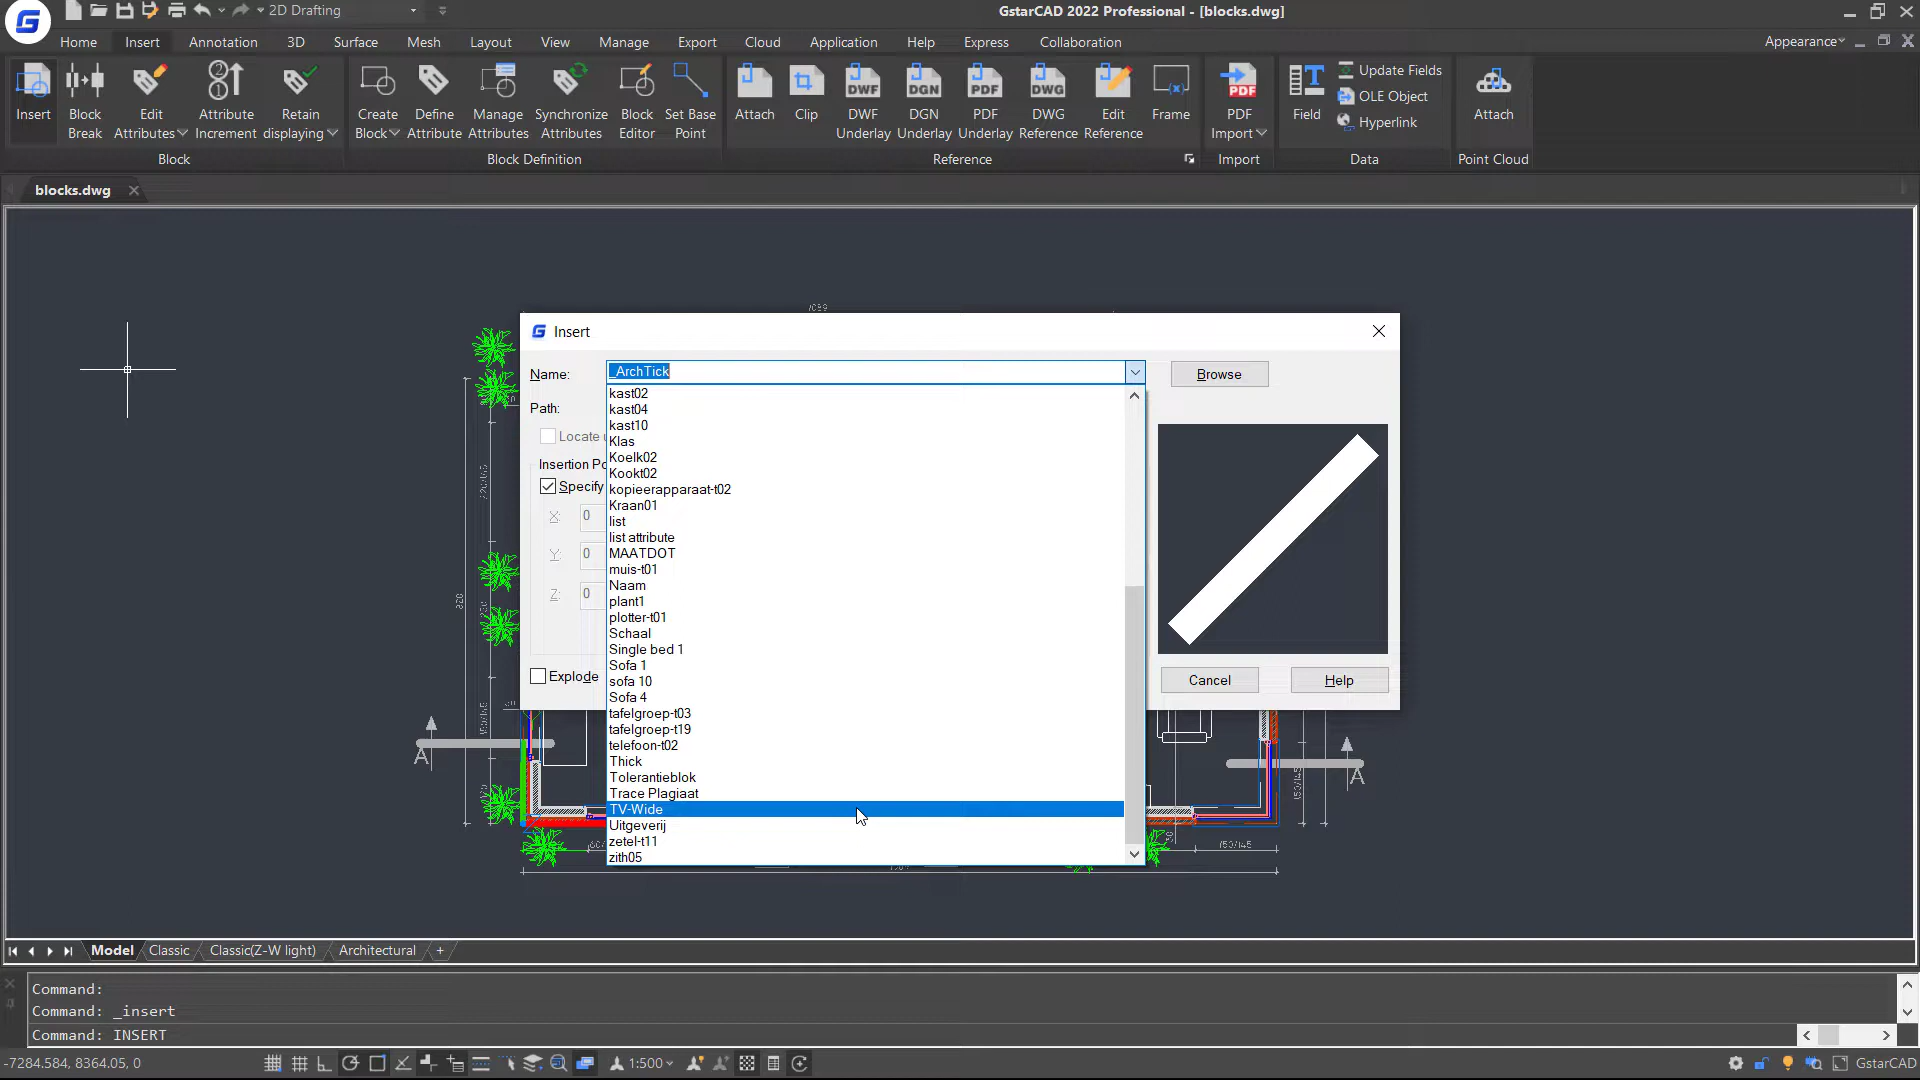 2D Drafting
GstarCAD 2022 Professional - [blocks.dwg]
Home Insert Annotation 3D Surface Mesh Layout View Manage Export Cloud Application Help Express Collaboration Appearance
Insert
Block Break
Edit Attributes
Attribute Increment
Retain displaying
Create Block
Define Attribute
Manage Attributes
Synchronize Attributes
Block Editor
Set Base Point
Attach
Clip
DWF Underlay
DGN Underlay
PDF Underlay
DWG Reference
Edit Reference
Frame
PDF Import
Field
Update Fields
OLE Object
Hyperlink
Attach
Block Block Definition Reference Import Data Point Cloud
blocks.dwg
Insert
Name: _ArchTick Browse
Path:
Locate
Insertion Po
Specify
X: 0
Y: 0
Z: 0
Explode
kast02
kast04
kast10
Klas
Koelk02
Kookt02
kopieerapparaat-t02
Kraan01
list
list attribute
MAATDOT
muis-t01
Naam
plant1
plotter-t01
Schaal
Single bed 1
Sofa 1
sofa 10
Sofa 4
tafelgroep-t03
tafelgroep-t19
telefoon-t02
Thick
Tolerantieblok
Trace Plagiaat
TV-Wide
Uitgeverij
zetel-t11
zith05
Cancel Help
A A
150/145
Model Classic Classic(Z-W light) Architectural +
Command:
Command: _insert
Command: INSERT
-7284.584, 8364.05, 0 1:500 GstarCAD